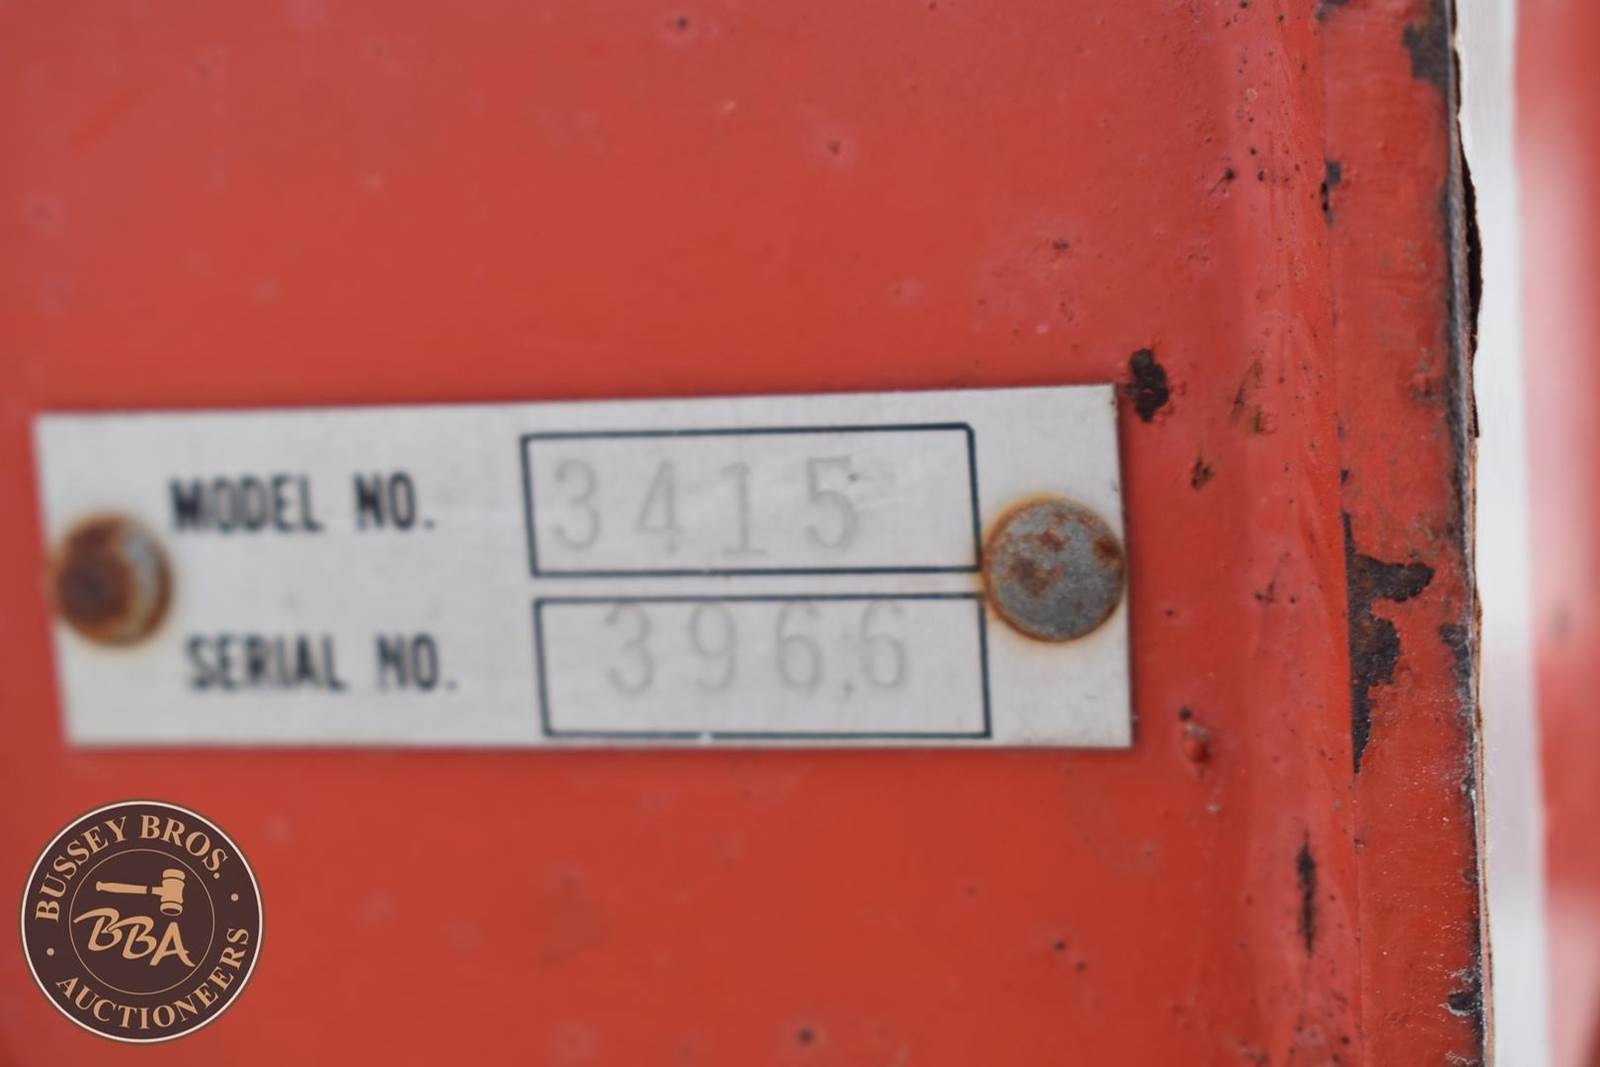 MODEL NO. 3415
SERIAL NO. 3966
BUSSEY BROS.
BBA
AUCTIONEERS